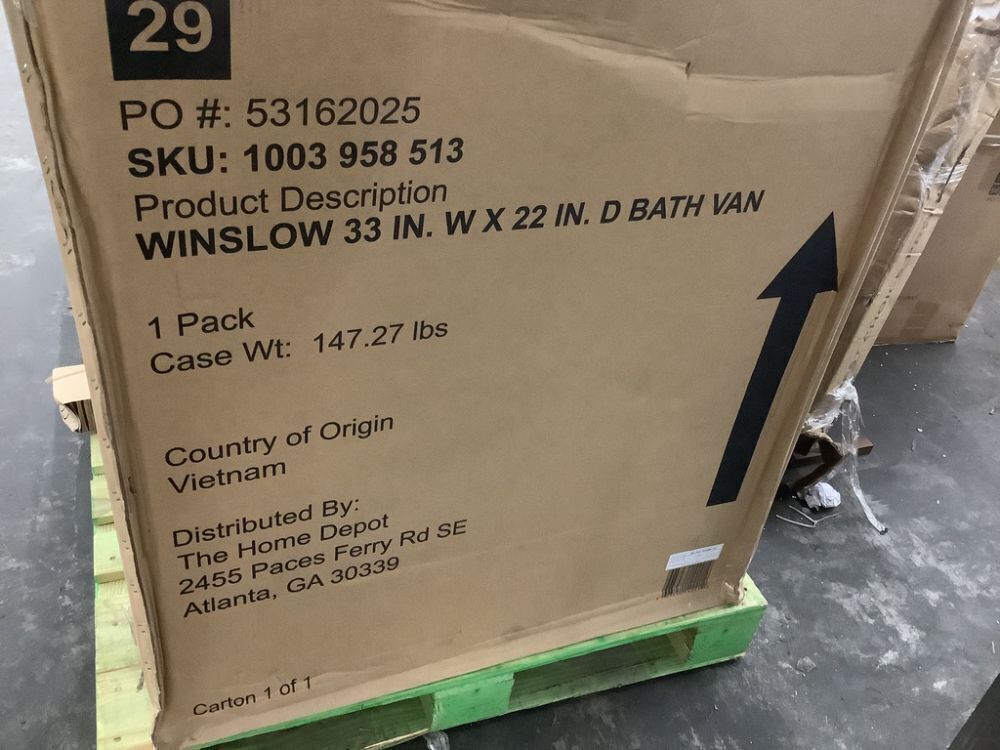 29
PO #: 53162025
SKU: 1003 958 513
Product Description
WINSLOW 33 IN. W X 22 IN. D BATH VAN
1 Pack
Case Wt: 147.27 lbs
Country of Origin
Vietnam
Distributed By:
The Home Depot
2455 Paces Ferry Rd SE
Atlanta, GA 30339
Carton 1 of 1